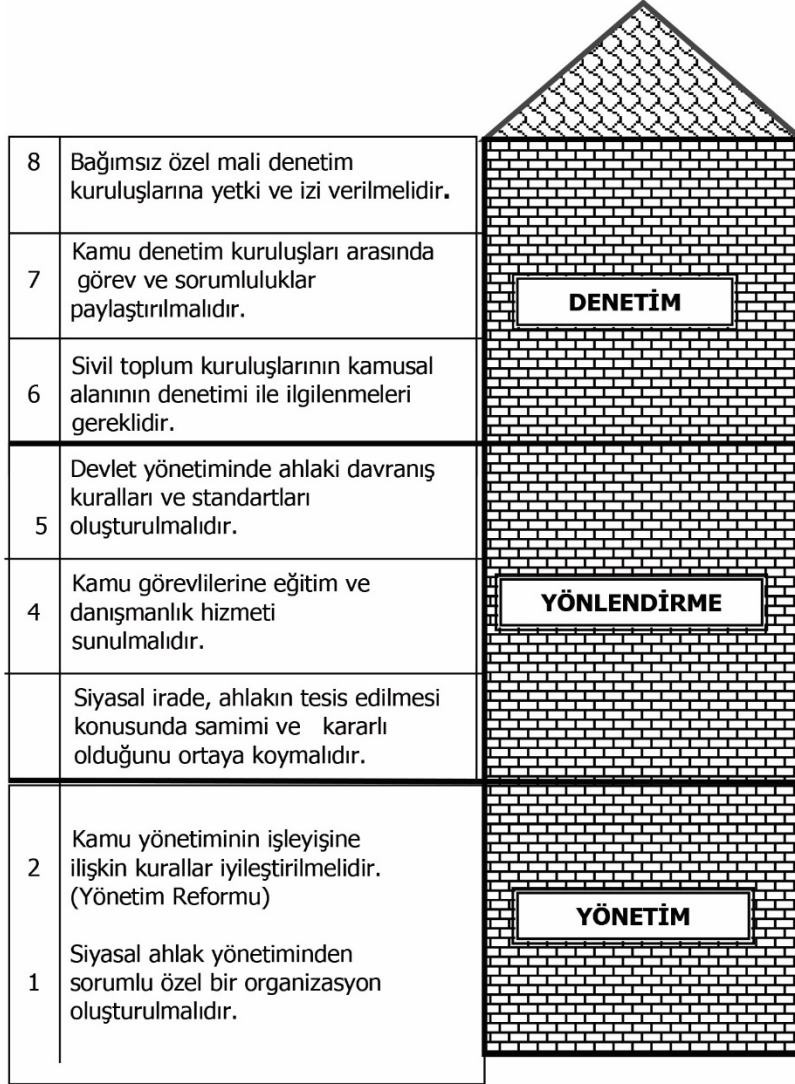 8 Bağımsız özel mali denetim
kuruluşlarına yetki ve izi verilmelidir.
7 Kamu denetim kuruluşları arasında
görev ve sorumluluklar
paylaştırılmalıdır.
DENETİM
6 Sivil toplum kuruluşlarının kamusal
alanının denetimi ile ilgilenmeleri
gereklidir.
5 Devlet yönetiminde ahlaki davranış
kuralları ve standartları
oluşturulmalıdır.
4 Kamu görevlilerine eğitim ve
danışmanlık hizmeti
sunulmalıdır.
YÖNLENDİRME
Siyasal irade, ahlakın tesis edilmesi
konusunda samimi ve kararlı
olduğunu ortaya koymalıdır.
2 Kamu yönetiminin işleyişine
ilişkin kurallar iyileştirilmelidir.
(Yönetim Reformu)
YÖNETİM
1 Siyasal ahlak yönetiminden
sorumlu özel bir organizasyon
oluşturulmalıdır.